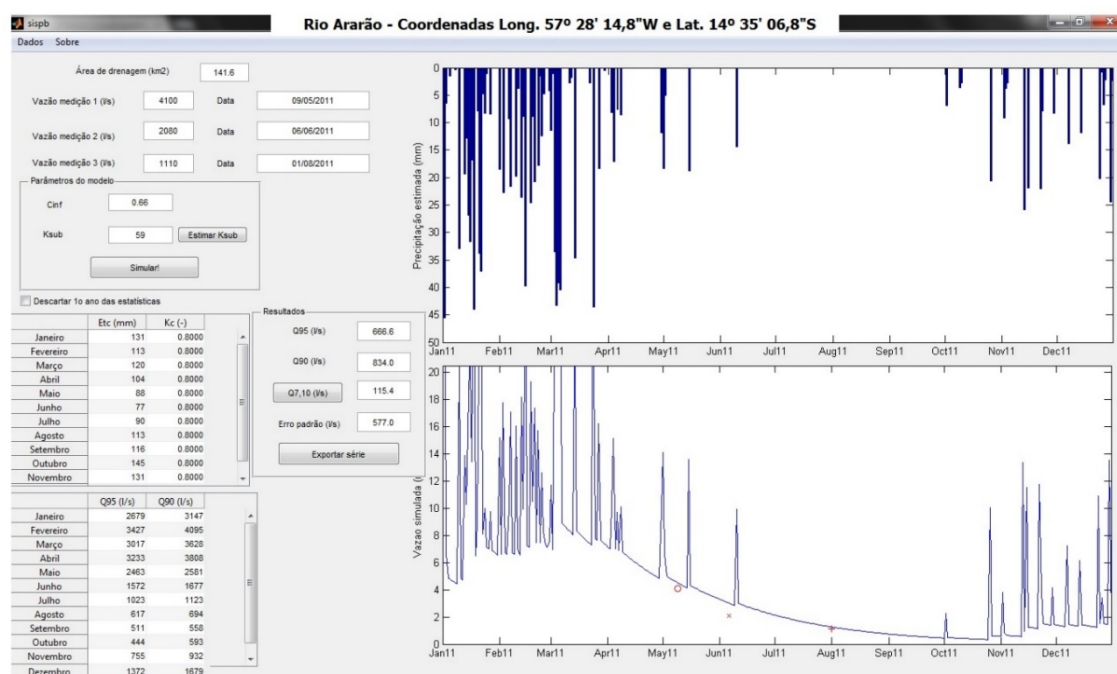 sispb
Rio Ararão - Coordenadas Long. 57º 28' 14,8"W e Lat. 14º 35' 06,8"S
Dados Sobre
Área de drenagem (km2) 141.6
Vazão medição 1 (l/s) 4100 Data 09/05/2011
Vazão medição 2 (l/s) 2080 Data 06/06/2011
Vazão medição 3 (l/s) 1110 Data 01/08/2011
Parâmetros do modelo
Cinf 0.66
Ksub 59 Estimar Ksub
Simular!
Descartar 1o ano das estatísticas
Etc (mm) Kc (-)
Janeiro 131 0.8000
Fevereiro 113 0.8000
Março 120 0.8000
Abril 104 0.8000
Maio 88 0.8000
Junho 77 0.8000
Julho 90 0.8000
Agosto 113 0.8000
Setembro 116 0.8000
Outubro 145 0.8000
Novembro 131 0.8000
Resultados
Q95 (l/s) 666.6
Q90 (l/s) 834.0
Q7,10 (l/s) 115.4
Erro padrão (l/s) 577.0
Exportar série
Q95 (l/s) Q90 (l/s)
Janeiro 2679 3147
Fevereiro 3427 4095
Março 3017 3628
Abril 3233 3808
Maio 2463 2581
Junho 1572 1677
Julho 1023 1123
Agosto 617 694
Setembro 511 558
Outubro 444 593
Novembro 755 932
Dezembro 1372 1679
Precipitação estimada (mm)
0
5
10
15
20
25
30
35
40
45
50
Jan11 Feb11 Mar11 Apr11 May11 Jun11 Jul11 Aug11 Sep11 Oct11 Nov11 Dec11
Vazao simulada
20
18
16
14
12
10
8
6
4
2
0
Jan11 Feb11 Mar11 Apr11 May11 Jun11 Jul11 Aug11 Sep11 Oct11 Nov11 Dec11